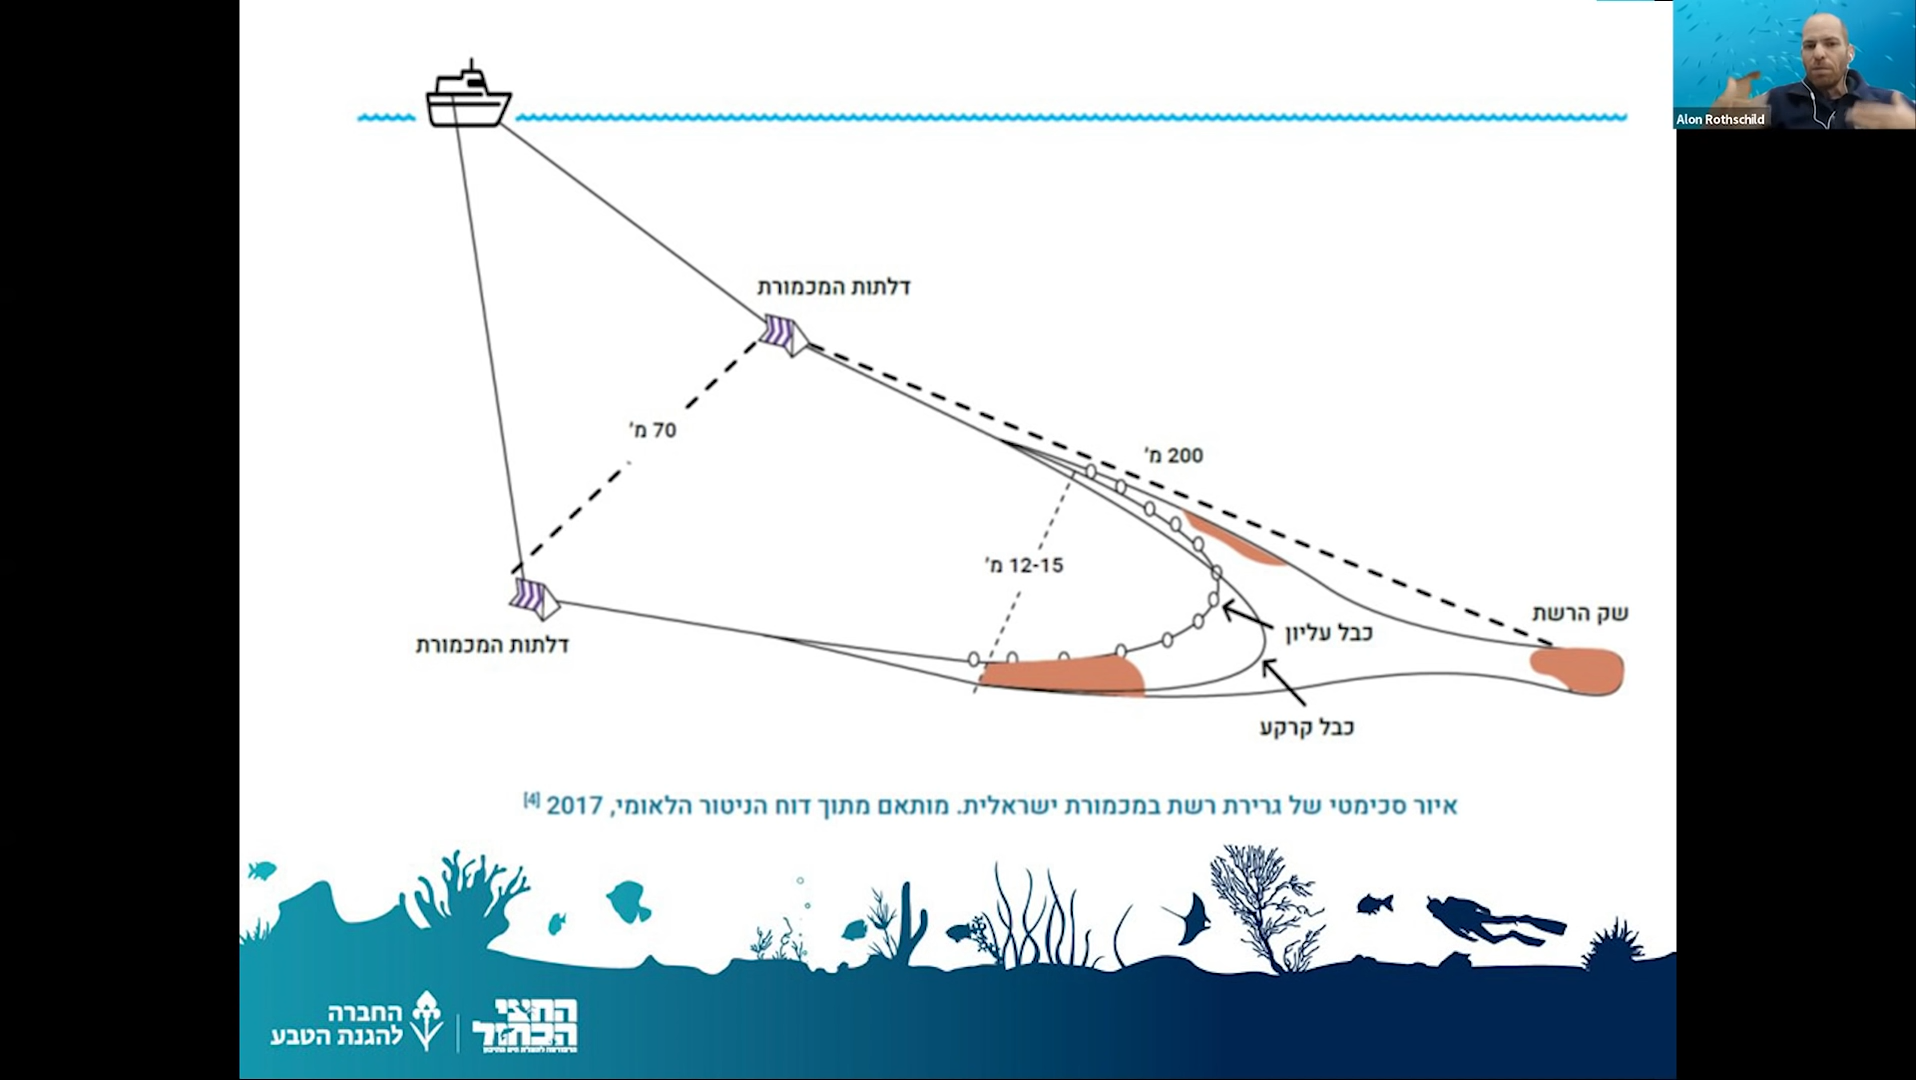 Alon Rothschild
דלתות המכמורת
70 מ'
200 מ'
12-15 מ'
שק הרשת
כבל עליון
דלתות המכמורת
כבל קרקע
איור סכימטי של גרירת רשת במכמורת ישראלית. מותאם מתוך דוח הניטור הלאומי, 2017 [4]
החברה
להגנת הטבע
החצי
הכחול